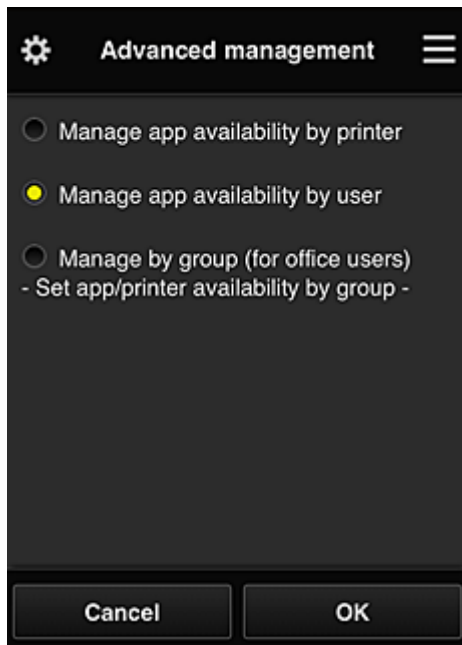 Advanced management
Manage app availability by printer
Manage app availability by user
Manage by group (for office users)
- Set app/printer availability by group -
Cancel
OK